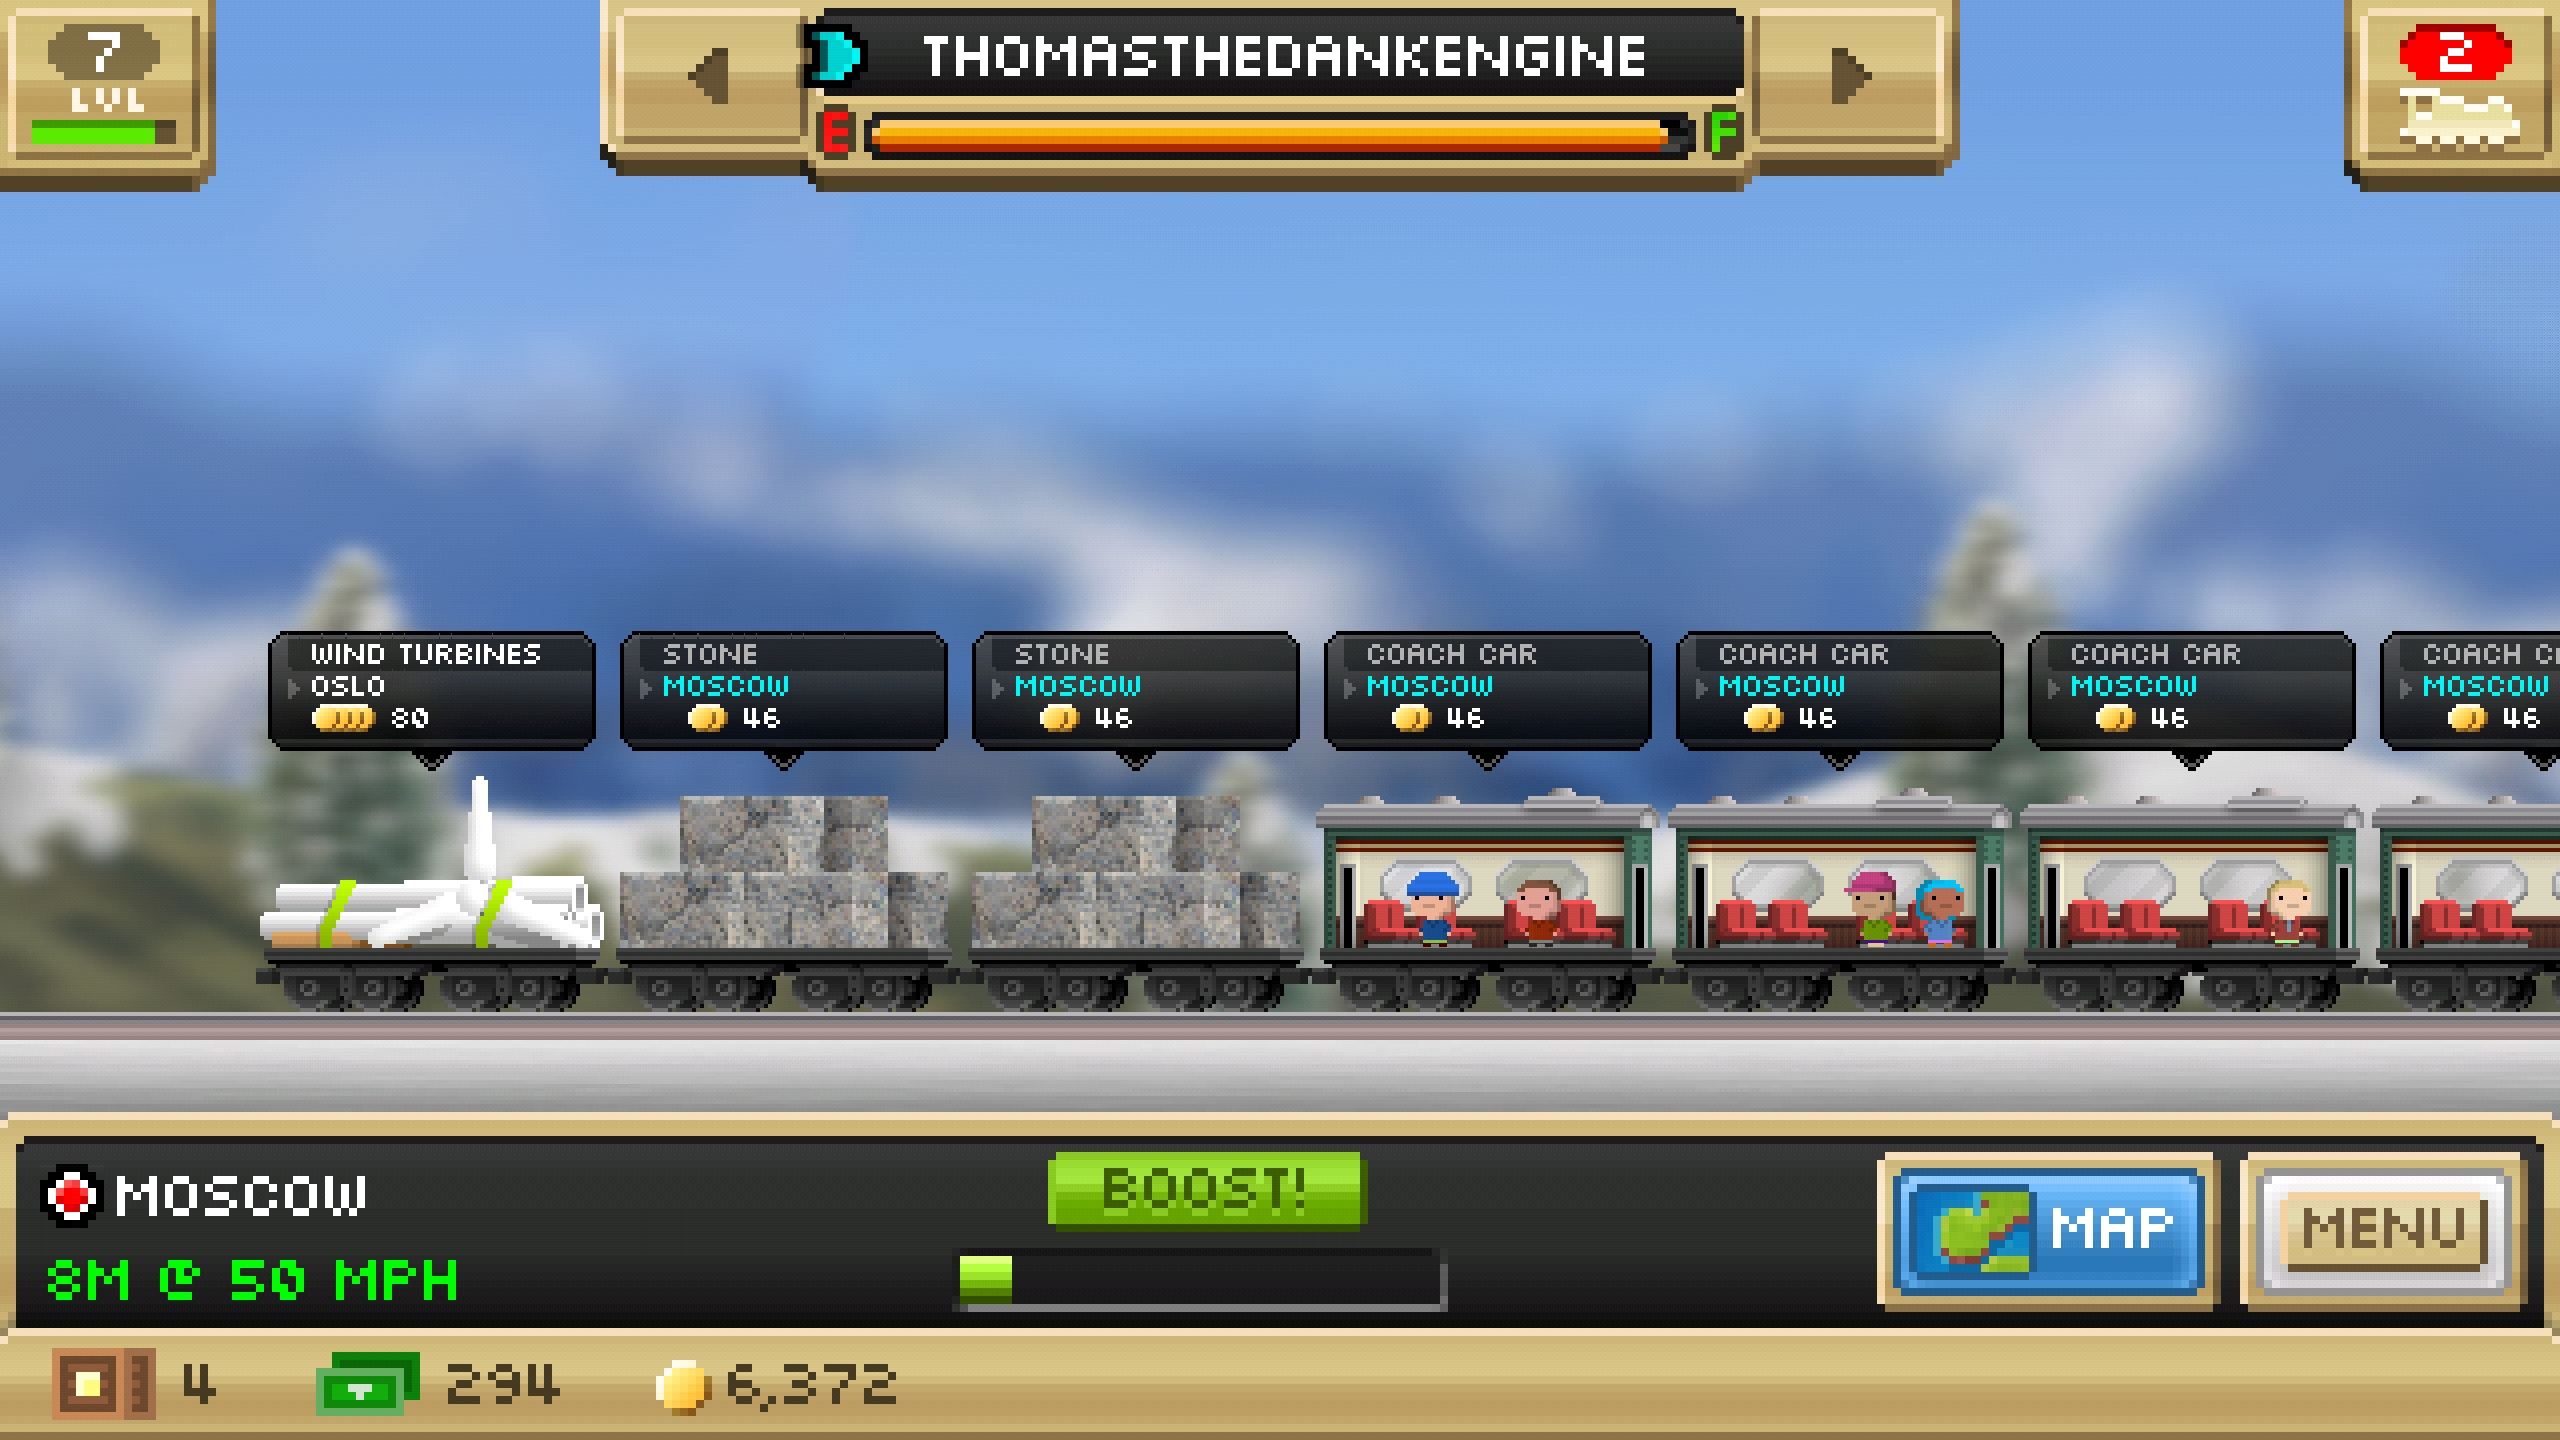 7
LVL
THOMASTHEDANKENGINE
E
F
2
WIND TURBINES
OSLO
80
STONE
MOSCOW
46
STONE
MOSCOW
46
COACH CAR
MOSCOW
46
COACH CAR
MOSCOW
46
COACH CAR
MOSCOW
46
COACH
MOSCOW
46
MOSCOW
8M @ 50 MPH
BOOST!
MAP
MENU
4
294
6,372